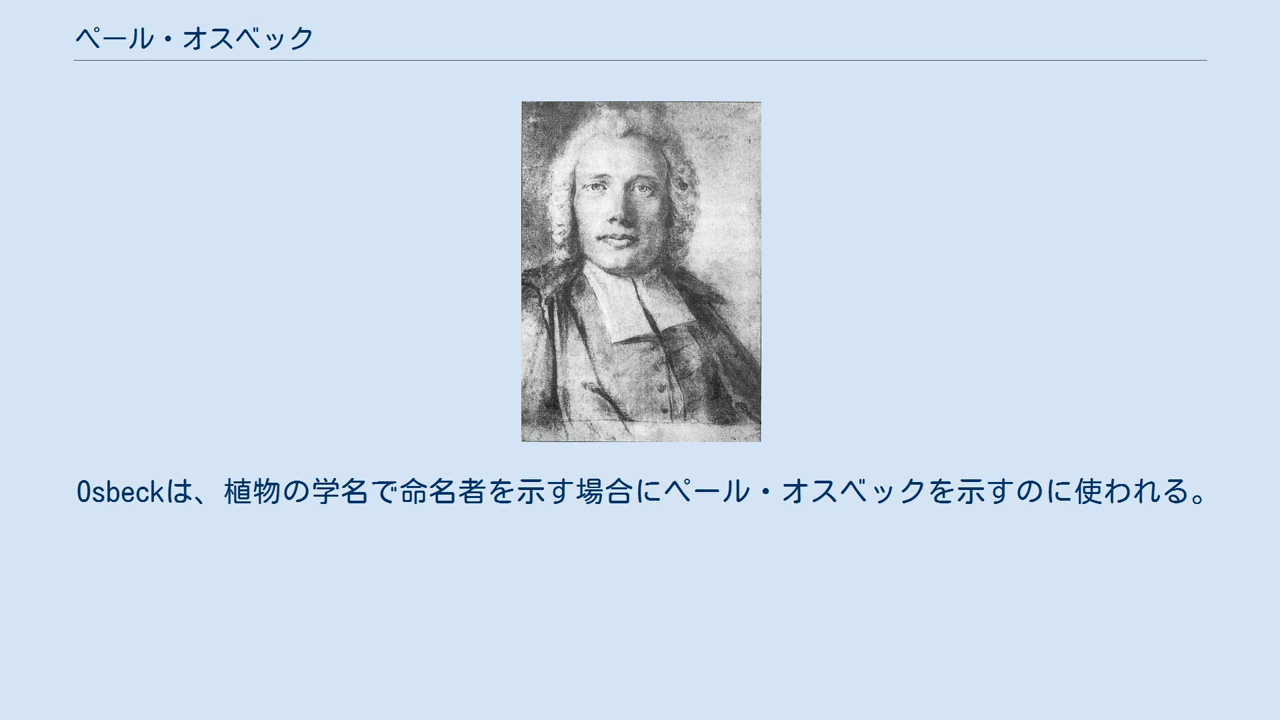 ペール・オスベック
Osbeckは、植物の学名で命名者を示す場合にペール・オスベックを示すのに使われる。